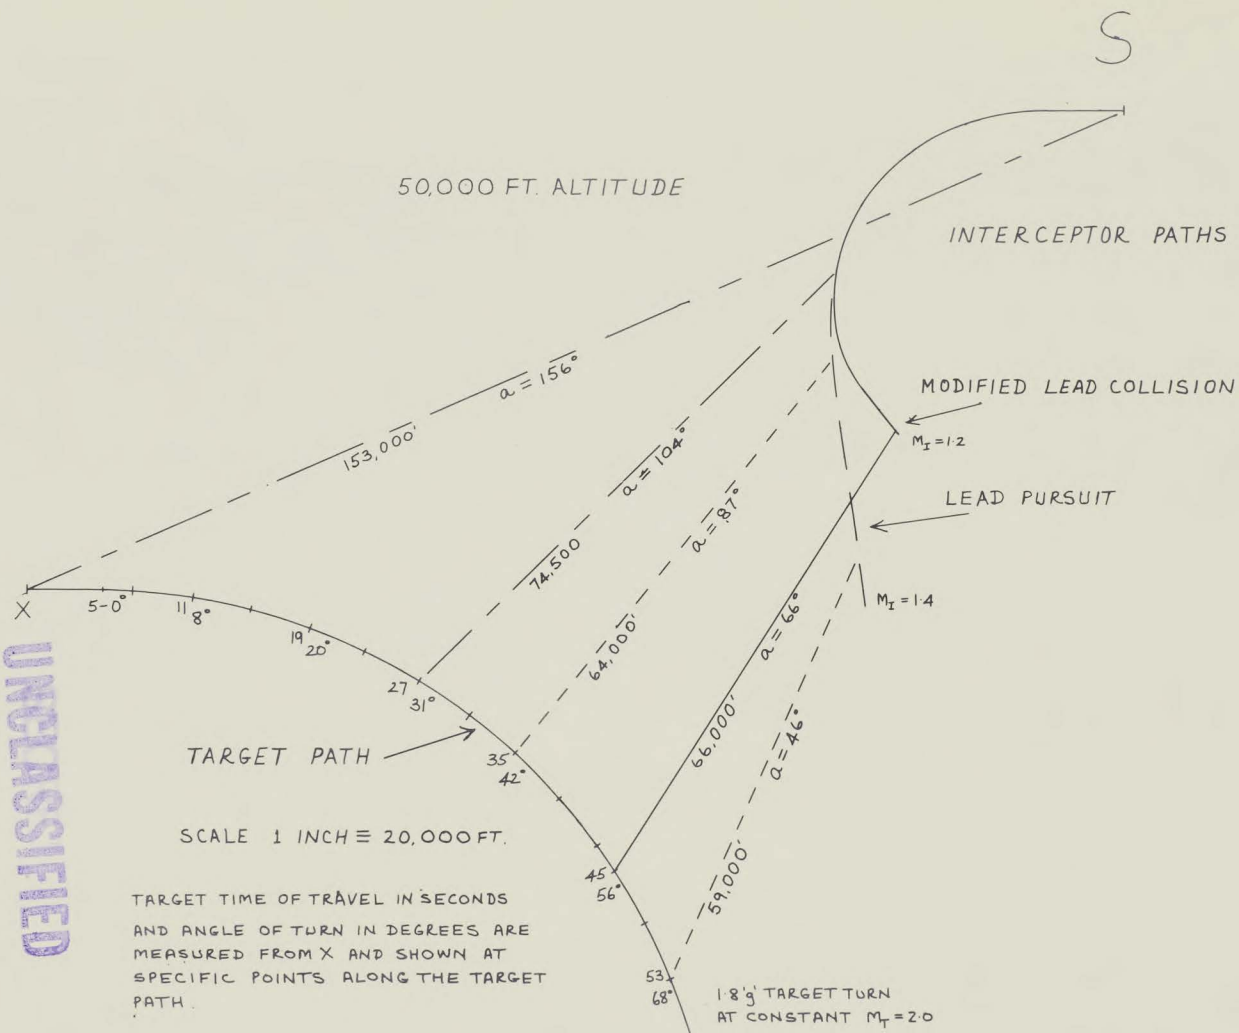 S
50,000 FT. ALTITUDE
INTERCEPTOR PATHS
a = 156°
153,000'
MODIFIED LEAD COLLISION
M_I = 1.2
a = 104°
74,500
a = 87°
64,000'
LEAD PURSUIT
M_I = 1.4
X
5-0°
11 8°
19 20°
27 31°
a = 66°
66,000'
a = 46°
59,000'
TARGET PATH
35 42°
SCALE 1 INCH ≡ 20,000 FT.
45 56°
TARGET TIME OF TRAVEL IN SECONDS
AND ANGLE OF TURN IN DEGREES ARE
MEASURED FROM X AND SHOWN AT
SPECIFIC POINTS ALONG THE TARGET
PATH.
53 68°
1.8 'g' TARGET TURN
AT CONSTANT M_T = 2.0
UNCLASSIFIED